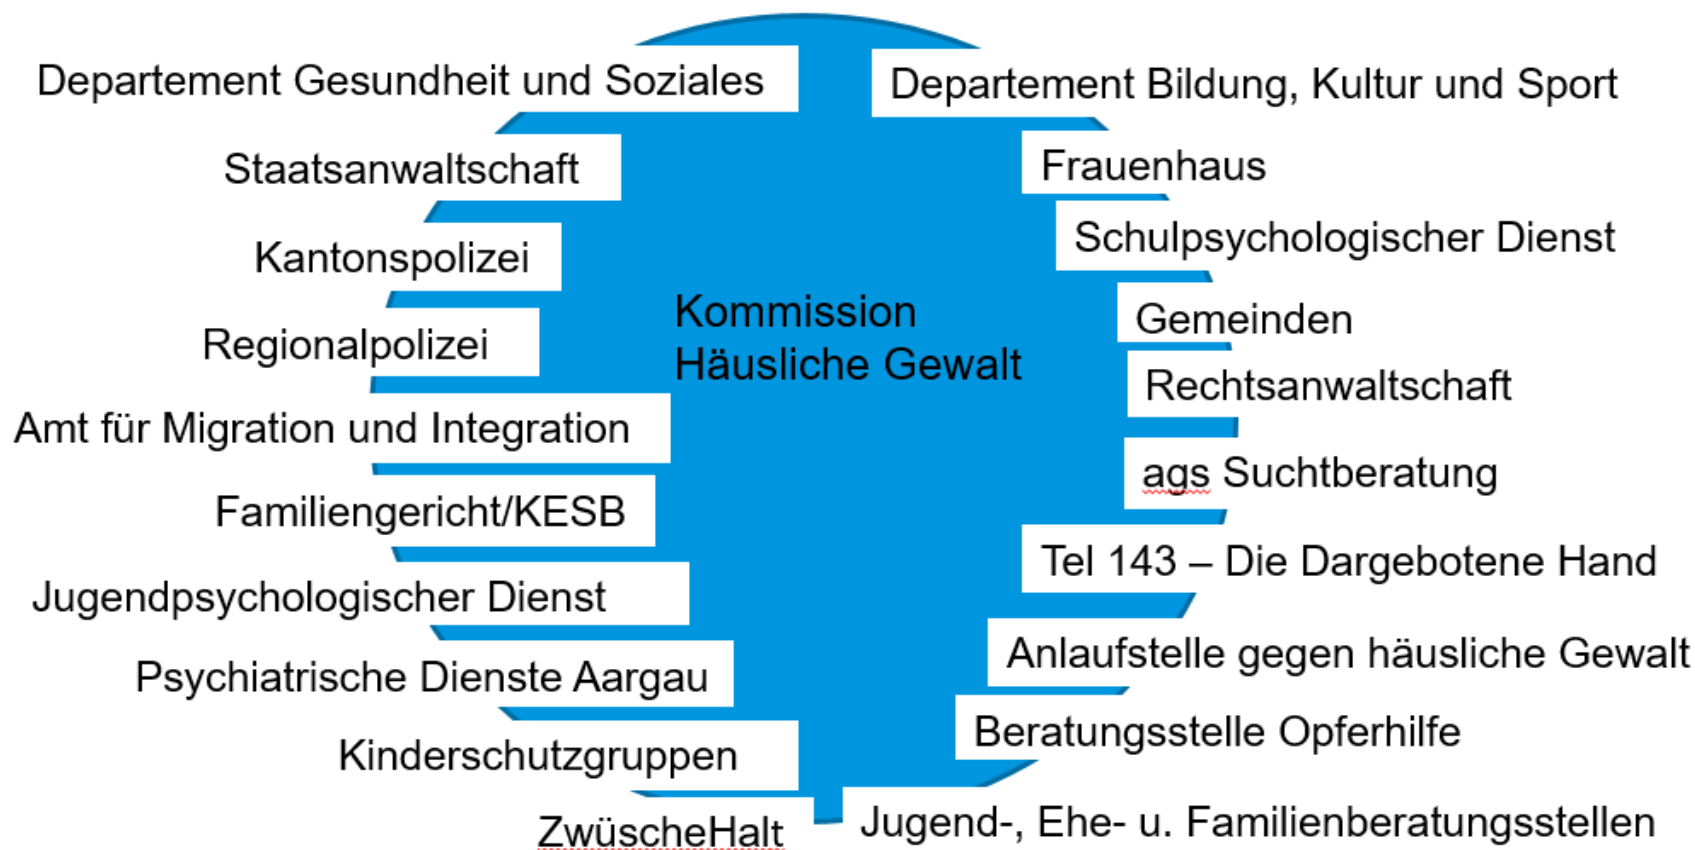 Departement Gesundheit und Soziales
Departement Bildung, Kultur und Sport
Staatsanwaltschaft
Frauenhaus
Kantonspolizei
Schulpsychologischer Dienst
Kommission
Häusliche Gewalt
Gemeinden
Regionalpolizei
Rechtsanwaltschaft
Amt für Migration und Integration
ags Suchtberatung
Familiengericht/KESB
Tel 143 – Die Dargebotene Hand
Jugendpsychologischer Dienst
Anlaufstelle gegen häusliche Gewalt
Psychiatrische Dienste Aargau
Beratungsstelle Opferhilfe
Kinderschutzgruppen
ZwüscheHalt
Jugend-, Ehe- u. Familienberatungsstellen